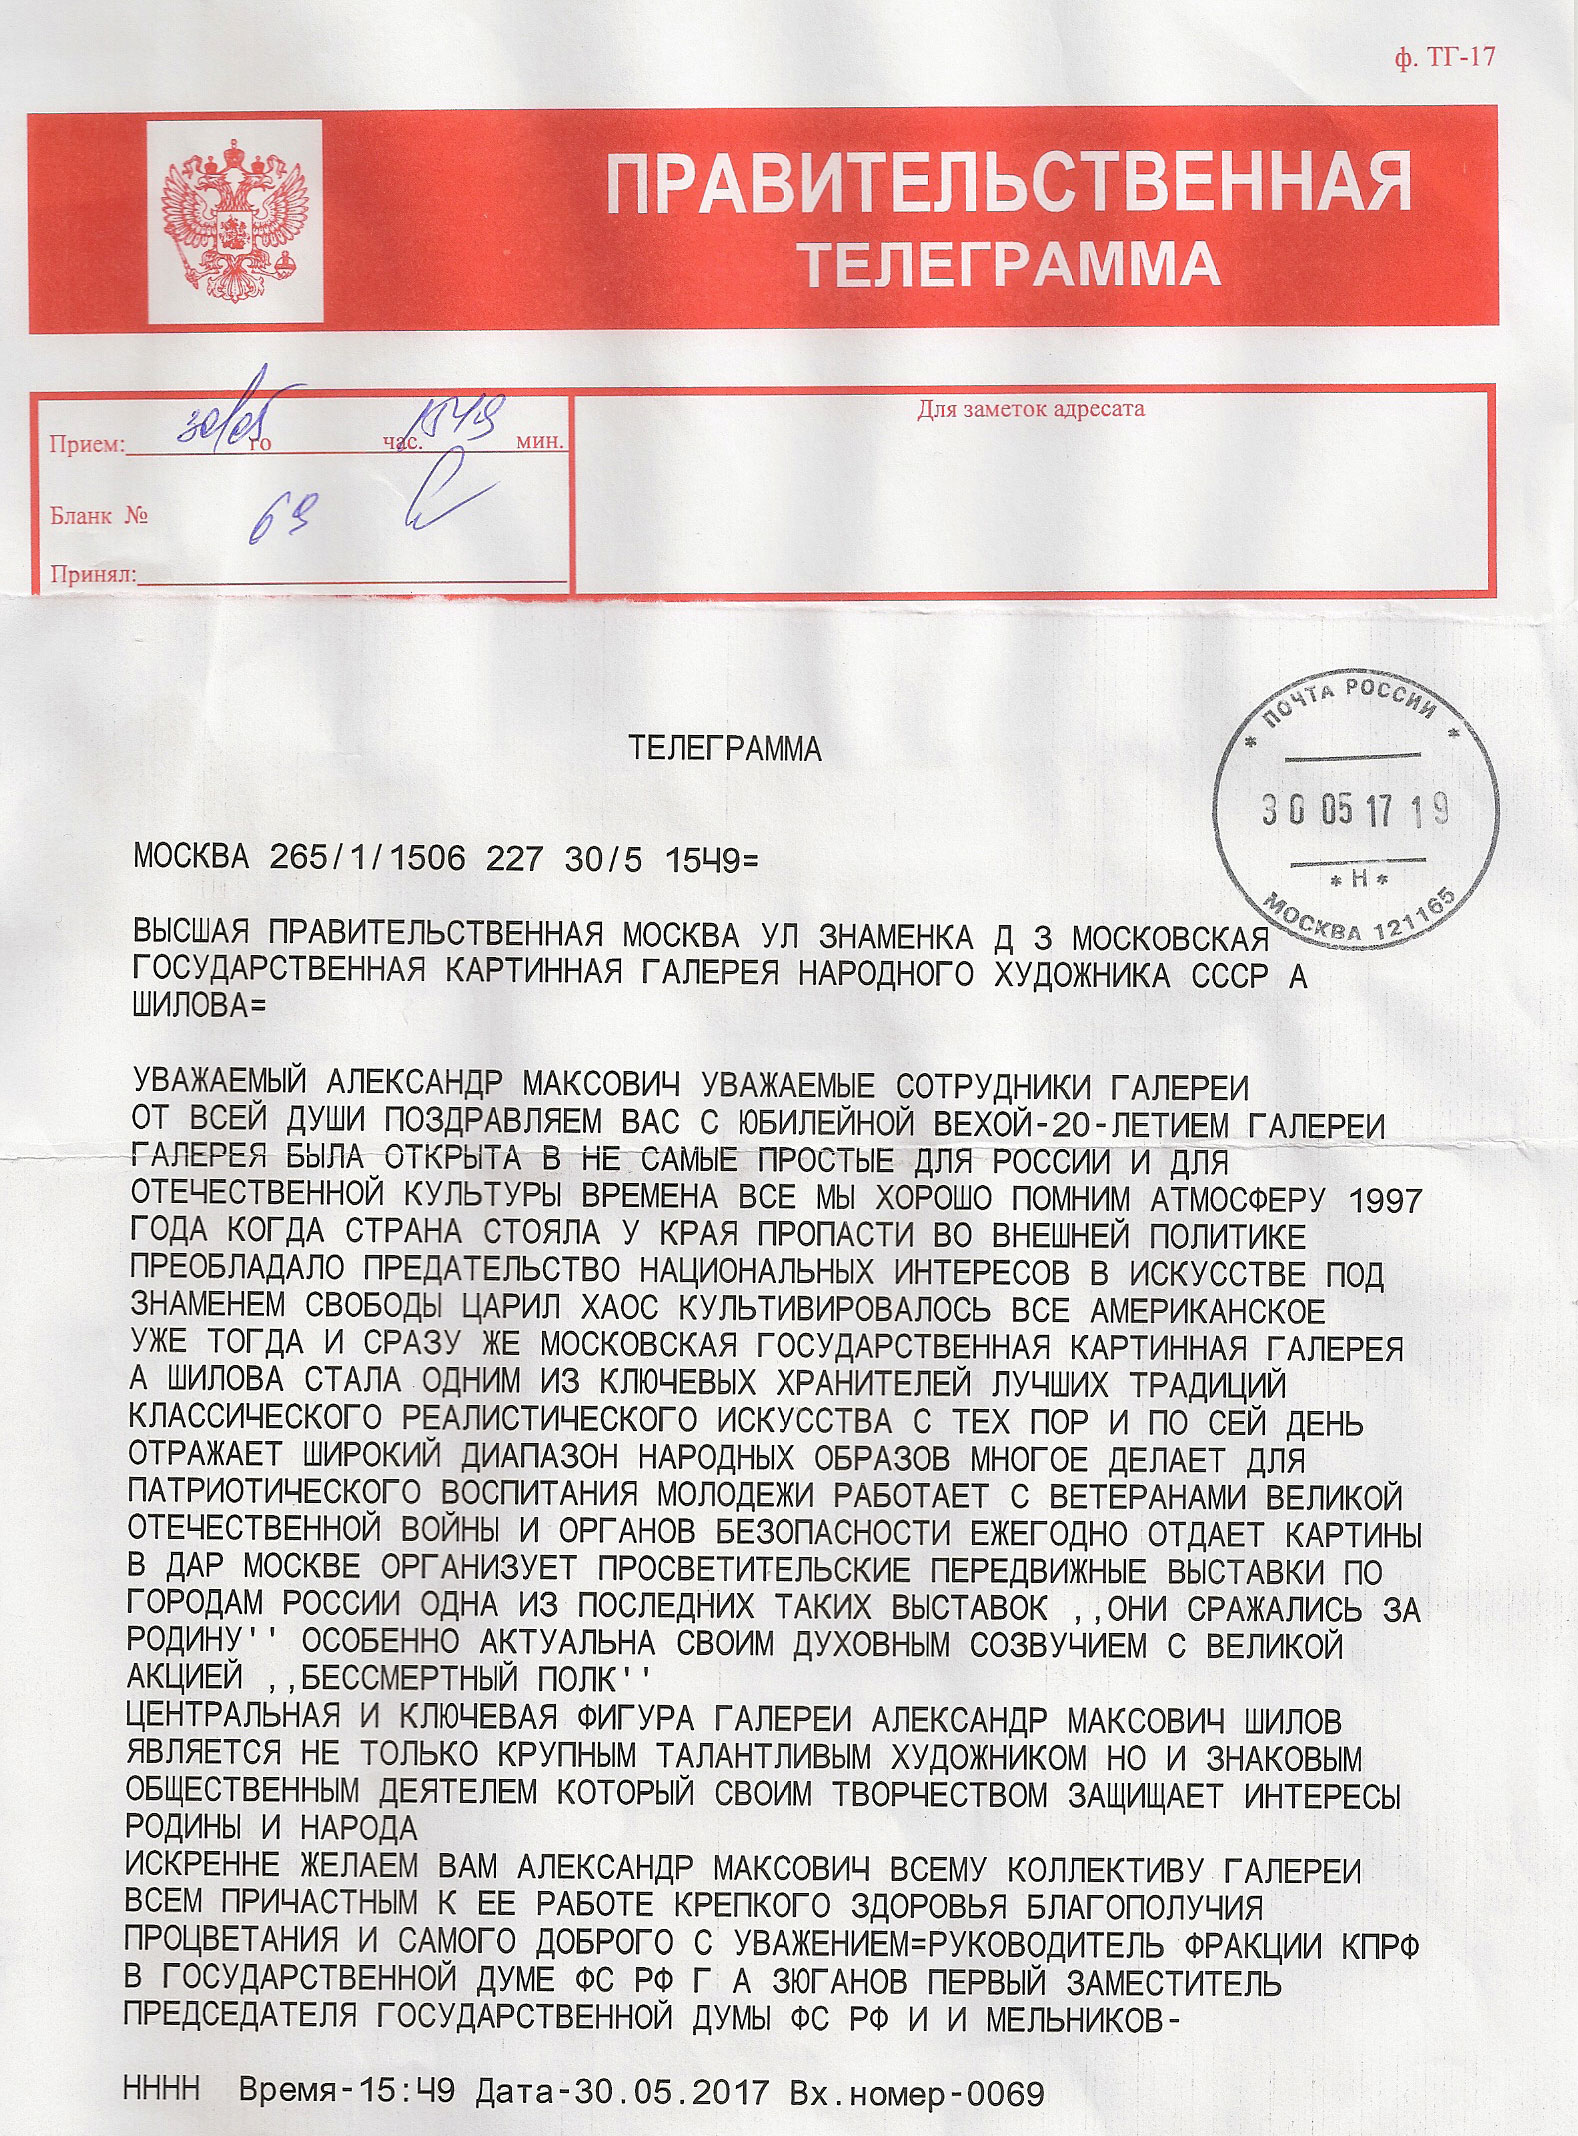 ф. ТГ-17
ПРАВИТЕЛЬСТВЕННАЯ
ТЕЛЕГРАММА
Прием: 30/05 го час. 1549 мин.
Для заметок адресата
Бланк № 69
Принял:
* ПОЧТА РОССИИ *
30 05 17 19
* Н *
МОСКВА 121165
ТЕЛЕГРАММА
МОСКВА 265/1/1506 227 30/5 1549=
ВЫСШАЯ ПРАВИТЕЛЬСТВЕННАЯ МОСКВА УЛ ЗНАМЕНКА Д 3 МОСКОВСКАЯ
ГОСУДАРСТВЕННАЯ КАРТИННАЯ ГАЛЕРЕЯ НАРОДНОГО ХУДОЖНИКА СССР А
ШИЛОВА=
УВАЖАЕМЫЙ АЛЕКСАНДР МАКСОВИЧ УВАЖАЕМЫЕ СОТРУДНИКИ ГАЛЕРЕИ
ОТ ВСЕЙ ДУШИ ПОЗДРАВЛЯЕМ ВАС С ЮБИЛЕЙНОЙ ВЕХОЙ-20-ЛЕТИЕМ ГАЛЕРЕИ
ГАЛЕРЕЯ БЫЛА ОТКРЫТА В НЕ САМЫЕ ПРОСТЫЕ ДЛЯ РОССИИ И ДЛЯ
ОТЕЧЕСТВЕННОЙ КУЛЬТУРЫ ВРЕМЕНА ВСЕ МЫ ХОРОШО ПОМНИМ АТМОСФЕРУ 1997
ГОДА КОГДА СТРАНА СТОЯЛА У КРАЯ ПРОПАСТИ ВО ВНЕШНЕЙ ПОЛИТИКЕ
ПРЕОБЛАДАЛО ПРЕДАТЕЛЬСТВО НАЦИОНАЛЬНЫХ ИНТЕРЕСОВ В ИСКУССТВЕ ПОД
ЗНАМЕНЕМ СВОБОДЫ ЦАРИЛ ХАОС КУЛЬТИВИРОВАЛОСЬ ВСЕ АМЕРИКАНСКОЕ
УЖЕ ТОГДА И СРАЗУ ЖЕ МОСКОВСКАЯ ГОСУДАРСТВЕННАЯ КАРТИННАЯ ГАЛЕРЕЯ
А ШИЛОВА СТАЛА ОДНИМ ИЗ КЛЮЧЕВЫХ ХРАНИТЕЛЕЙ ЛУЧШИХ ТРАДИЦИЙ
КЛАССИЧЕСКОГО РЕАЛИСТИЧЕСКОГО ИСКУССТВА С ТЕХ ПОР И ПО СЕЙ ДЕНЬ
ОТРАЖАЕТ ШИРОКИЙ ДИАПАЗОН НАРОДНЫХ ОБРАЗОВ МНОГОЕ ДЕЛАЕТ ДЛЯ
ПАТРИОТИЧЕСКОГО ВОСПИТАНИЯ МОЛОДЕЖИ РАБОТАЕТ С ВЕТЕРАНАМИ ВЕЛИКОЙ
ОТЕЧЕСТВЕННОЙ ВОЙНЫ И ОРГАНОВ БЕЗОПАСНОСТИ ЕЖЕГОДНО ОТДАЕТ КАРТИНЫ
В ДАР МОСКВЕ ОРГАНИЗУЕТ ПРОСВЕТИТЕЛЬСКИЕ ПЕРЕДВИЖНЫЕ ВЫСТАВКИ ПО
ГОРОДАМ РОССИИ ОДНА ИЗ ПОСЛЕДНИХ ТАКИХ ВЫСТАВОК ,,ОНИ СРАЖАЛИСЬ ЗА
РОДИНУ'' ОСОБЕННО АКТУАЛЬНА СВОИМ ДУХОВНЫМ СОЗВУЧИЕМ С ВЕЛИКОЙ
АКЦИЕЙ ,,БЕССМЕРТНЫЙ ПОЛК''
ЦЕНТРАЛЬНАЯ И КЛЮЧЕВАЯ ФИГУРА ГАЛЕРЕИ АЛЕКСАНДР МАКСОВИЧ ШИЛОВ
ЯВЛЯЕТСЯ НЕ ТОЛЬКО КРУПНЫМ ТАЛАНТЛИВЫМ ХУДОЖНИКОМ НО И ЗНАКОВЫМ
ОБЩЕСТВЕННЫМ ДЕЯТЕЛЕМ КОТОРЫЙ СВОИМ ТВОРЧЕСТВОМ ЗАЩИЩАЕТ ИНТЕРЕСЫ
РОДИНЫ И НАРОДА
ИСКРЕННЕ ЖЕЛАЕМ ВАМ АЛЕКСАНДР МАКСОВИЧ ВСЕМУ КОЛЛЕКТИВУ ГАЛЕРЕИ
ВСЕМ ПРИЧАСТНЫМ К ЕЕ РАБОТЕ КРЕПКОГО ЗДОРОВЬЯ БЛАГОПОЛУЧИЯ
ПРОЦВЕТАНИЯ И САМОГО ДОБРОГО С УВАЖЕНИЕМ=РУКОВОДИТЕЛЬ ФРАКЦИИ КПРФ
В ГОСУДАРСТВЕННОЙ ДУМЕ ФС РФ Г А ЗЮГАНОВ ПЕРВЫЙ ЗАМЕСТИТЕЛЬ
ПРЕДСЕДАТЕЛЯ ГОСУДАРСТВЕННОЙ ДУМЫ ФС РФ И И МЕЛЬНИКОВ-
НННН Время-15:49 Дата-30.05.2017 Вх.номер-0069